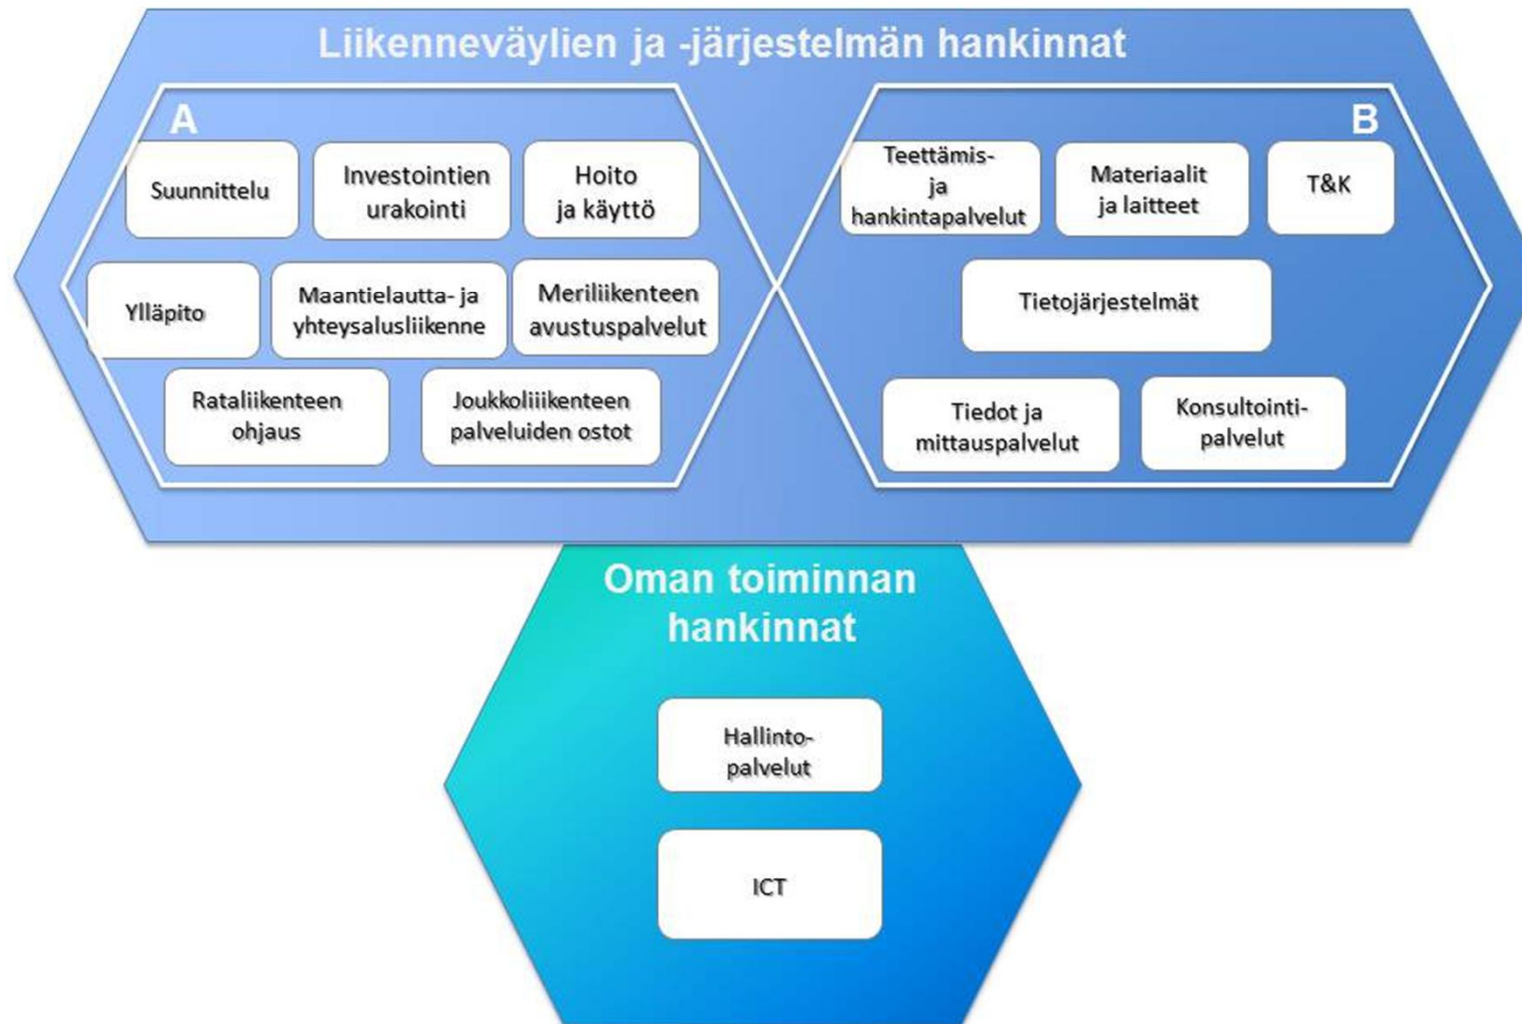 Liikenneväylien ja -järjestelmän hankinnat
A
Suunnittelu
Investointien
urakointi
Hoito
ja käyttö
Ylläpito
Maantielautta- ja
yhteysalusliikenne
Meriliikenteen
avustuspalvelut
Rataliikenteen
ohjaus
Joukkoliiikenteen
palveluiden ostot
B
Teettämis-
ja
hankintapalvelut
Materiaalit
ja laitteet
T&K
Tietojärjestelmät
Tiedot ja
mittauspalvelut
Konsultointi-
palvelut
Oman toiminnan
hankinnat
Hallinto-
palvelut
ICT